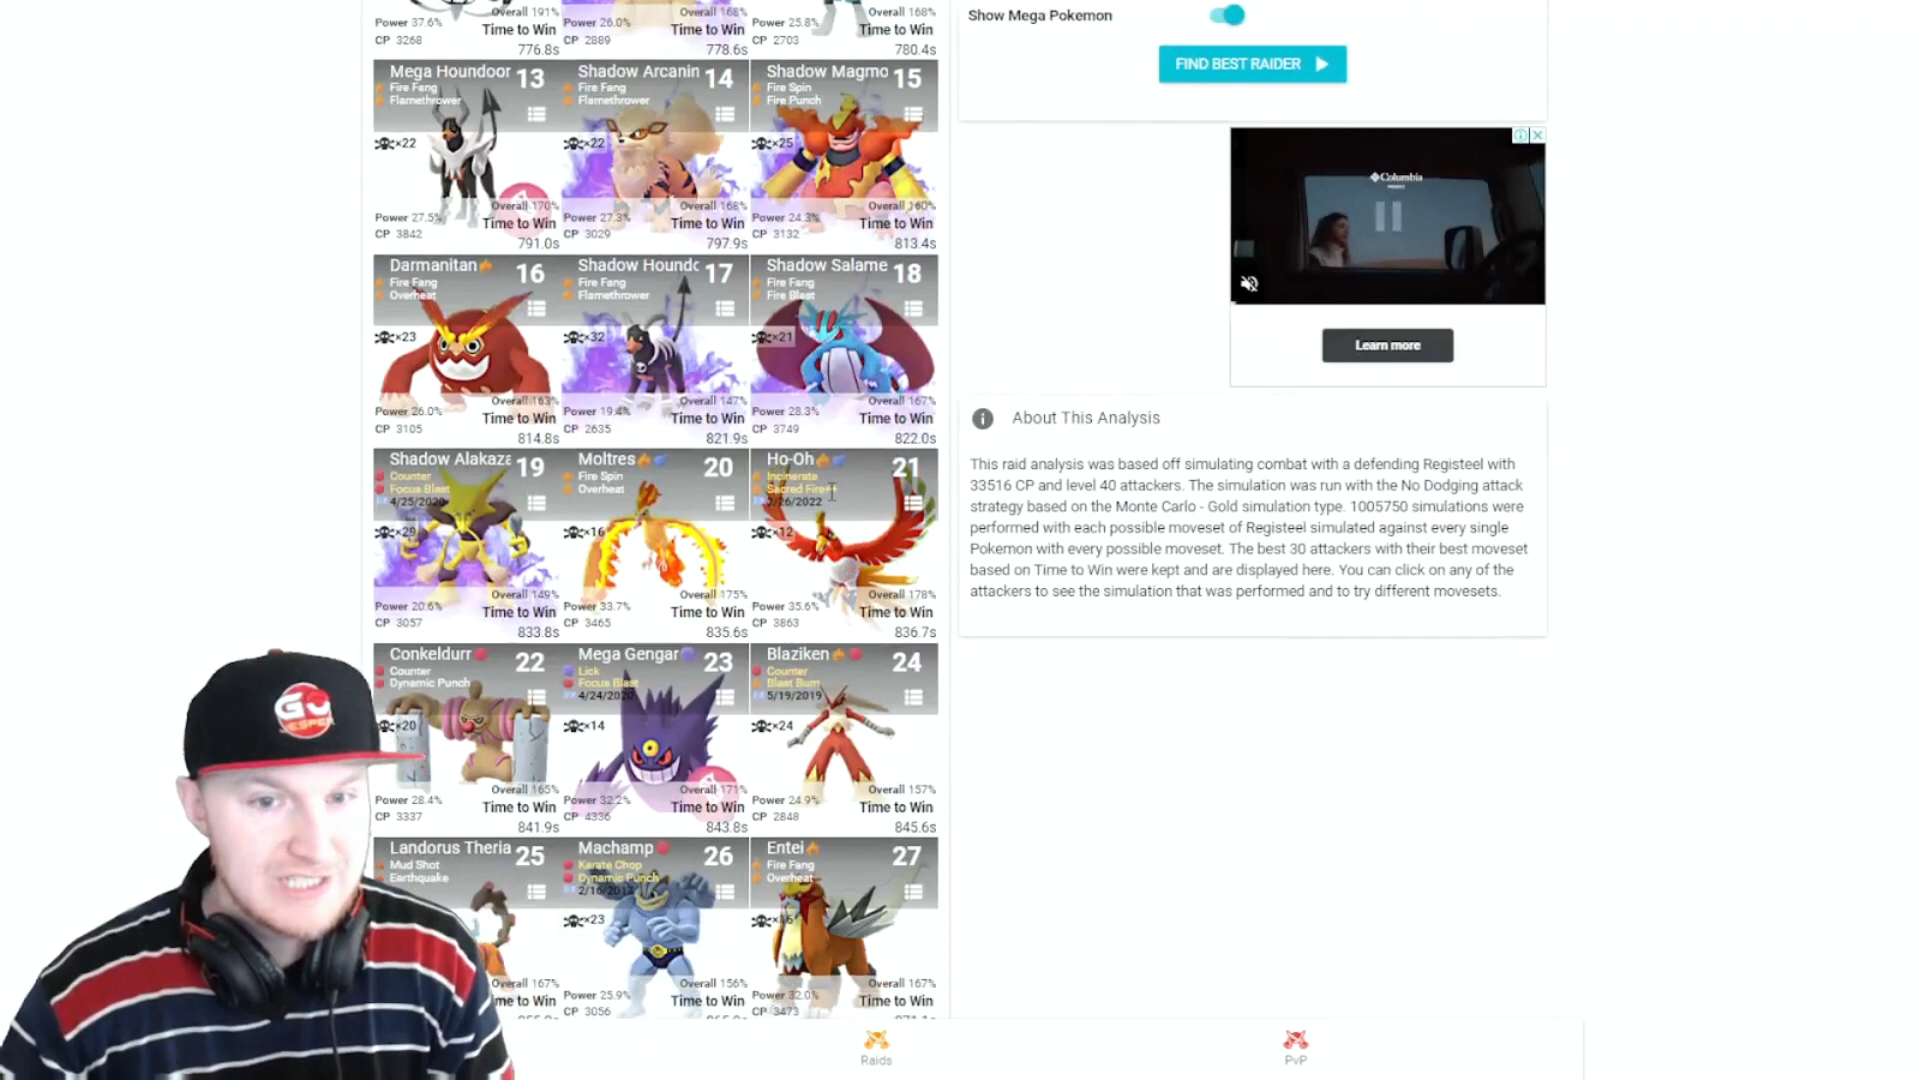 Overall 191% Overall 168% Overall 168%
Power 37.6% Time to Win Power 26.0% Time to Win Power 25.8% Time to Win
CP 3268 776.8s CP 2889 778.6s CP 2703 780.4s
Mega Houndoor 13
Fire Fang
Flamethrower
×22
Overall 170%
Power 27.5% Time to Win
CP 3842 791.0s
Shadow Arcanin 14
Fire Fang
Flamethrower
×22
Overall 168%
Power 27.3% Time to Win
CP 3029 797.9s
Shadow Magmo 15
Fire Spin
Fire Punch
×25
Overall 160%
Power 24.3% Time to Win
CP 3132 813.4s
Darmanitan 16
Fire Fang
Overheat
×23
Overall 163%
Power 26.0% Time to Win
CP 3105 814.8s
Shadow Houndo 17
Fire Fang
Flamethrower
×32
Overall 147%
Power 19.4% Time to Win
CP 2635 821.9s
Shadow Salame 18
Fire Fang
Fire Blast
×21
Overall 167%
Power 28.3% Time to Win
CP 3749 822.0s
Shadow Alakaza 19
Counter
Focus Blast
4/25/2020
×29
Overall 149%
Power 20.6% Time to Win
CP 3057 833.8s
Moltres 20
Fire Spin
Overheat
×16
Overall 175%
Power 33.7% Time to Win
CP 3465 835.6s
Ho-Oh 21
Incinerate
Sacred Fire+
2/26/2022
×12
Overall 178%
Power 35.6% Time to Win
CP 3863 836.7s
Conkeldurr 22
Counter
Dynamic Punch
×20
Overall 165%
Power 28.4% Time to Win
CP 3337 841.9s
Mega Gengar 23
Lick
Focus Blast
4/24/2020
×14
Overall 171%
Power 32.2% Time to Win
CP 4336 843.8s
Blaziken 24
Counter
Blast Burn
5/19/2019
×24
Overall 157%
Power 24.9% Time to Win
CP 2848 845.6s
Landorus Theria 25
Mud Shot
Earthquake
Overall 167%
me to Win
Machamp 26
Karate Chop
Dynamic Punch
2/16/2017
×23
Overall 156%
Power 25.9% Time to Win
CP 3056
Entei 27
Fire Fang
Overheat
×16
Overall 167%
Power 32.0% Time to Win
CP 3473
Show Mega Pokemon
FIND BEST RAIDER
Columbia
Learn more
About This Analysis
This raid analysis was based off simulating combat with a defending Registeel with
33516 CP and level 40 attackers. The simulation was run with the No Dodging attack
strategy based on the Monte Carlo - Gold simulation type. 1005750 simulations were
performed with each possible moveset of Registeel simulated against every single
Pokemon with every possible moveset. The best 30 attackers with their best moveset
based on Time to Win were kept and are displayed here. You can click on any of the
attackers to see the simulation that was performed and to try different movesets.
GO
Raids
PvP